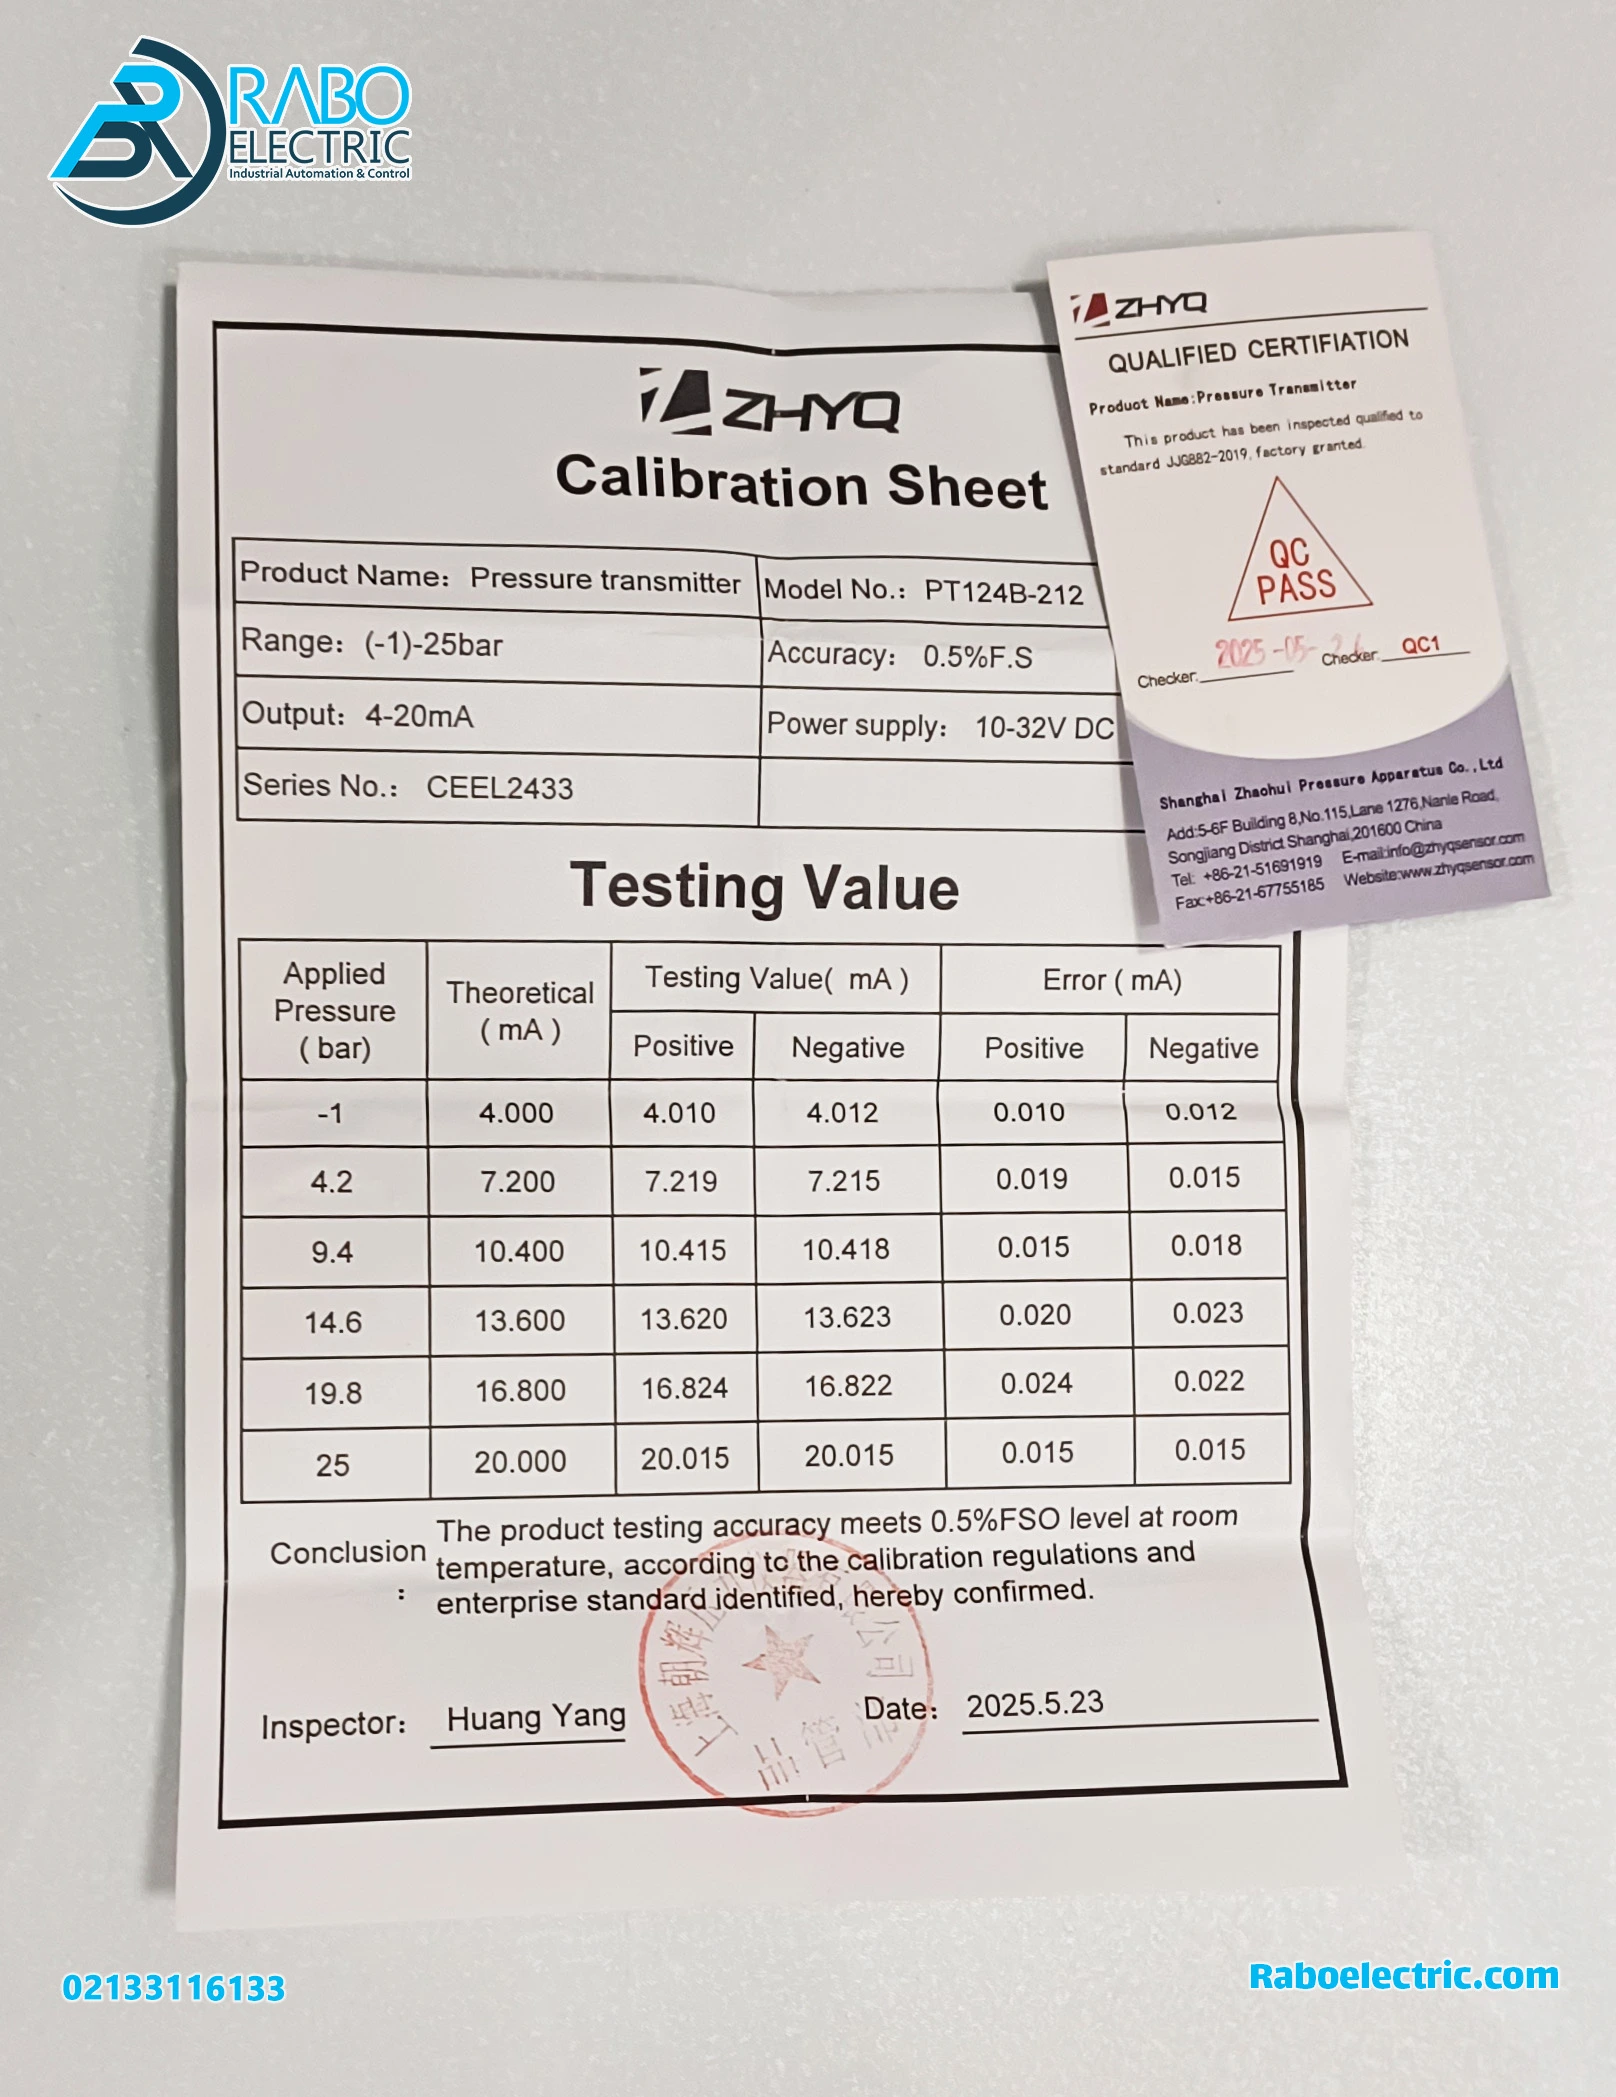 RABO
ELECTRIC
Industrial Automation & Control
ZHYQ
Calibration Sheet
Product Name: Pressure transmitter Model No.: PT124B-212
Range: (-1)-25bar Accuracy: 0.5%F.S
Output: 4-20mA Power supply: 10-32V DC
Series No.: CEEL2433
Testing Value
Applied Pressure ( bar) Theoretical ( mA ) Testing Value( mA ) Error ( mA)
Positive Negative Positive Negative
-1 4.000 4.010 4.012 0.010 0.012
4.2 7.200 7.219 7.215 0.019 0.015
9.4 10.400 10.415 10.418 0.015 0.018
14.6 13.600 13.620 13.623 0.020 0.023
19.8 16.800 16.824 16.822 0.024 0.022
25 20.000 20.015 20.015 0.015 0.015
Conclusion : The product testing accuracy meets 0.5%FSO level at room
temperature, according to the calibration regulations and
enterprise standard identified, hereby confirmed.
Inspector: Huang Yang Date: 2025.5.23
ZHYQ
QUALIFIED CERTIFIATION
Product Name:Pressure Transmitter
This product has been inspected qualified to
standard JJG882-2019, factory granted.
QC
PASS
2025-05-
Checker: Checker: QC1
Shanghai Zhaohui Pressure Apparatus Co.,Ltd
Add:5-6F Building 8,No.115,Lane 1276,Nanle Road,
Songjiang District Shanghai,201600 China
Tel: +86-21-51691919 E-mail:info@zhyqsensor.com
Fax:+86-21-67755185 Website:www.zhyqsensor.com
02133116133
Raboelectric.com